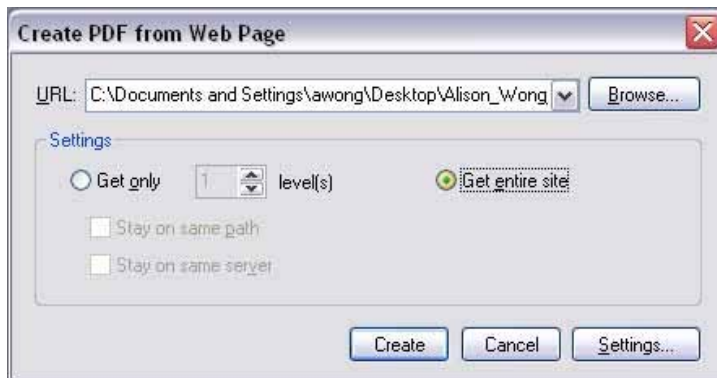 Create PDF from Web Page
URL: C:\Documents and Settings\awong\Desktop\Alison_Wong Browse...
Settings
Get only 1 level(s) Get entire site
Stay on same path
Stay on same server
Create Cancel Settings...